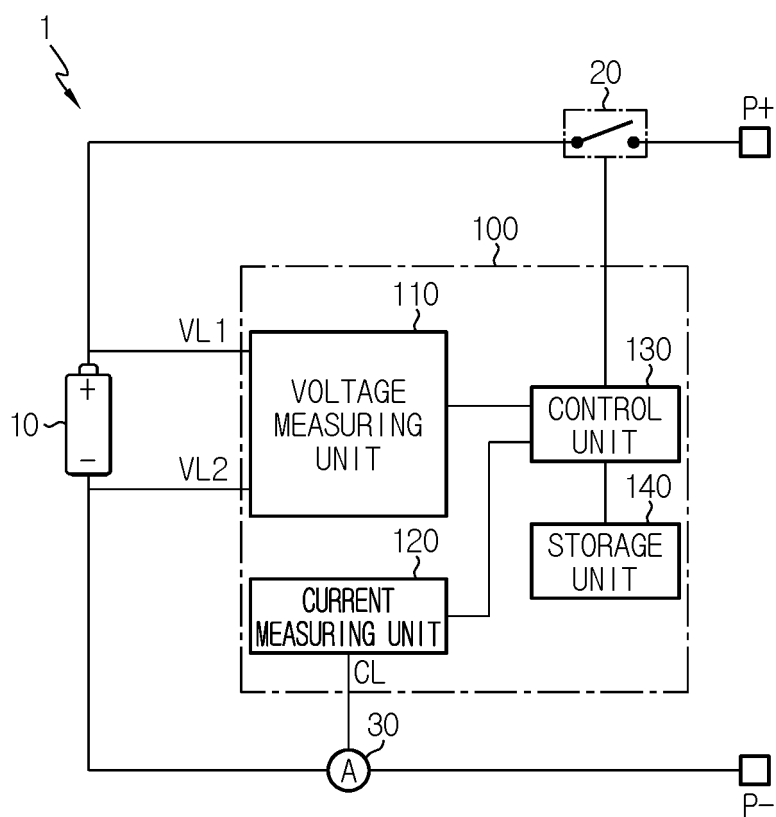 1
20
P+
100
110
VL1
VOLTAGE
MEASURING
UNIT
130
CONTROL
UNIT
10
+
−
VL2
140
STORAGE
UNIT
120
CURRENT
MEASURING UNIT
CL
30
A
P−